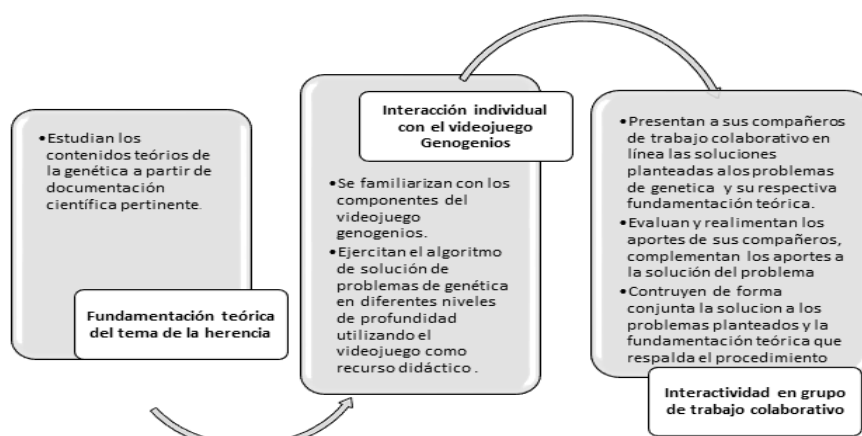 •Estudian los
contenidos teórios de
la genética a partir de
documentación
científica pertinente.
Fundamentación teórica
del tema de la herencia
Interacción individual
con el videojuego
Genogenios
•Se familiarizan con los
componentes del
videojuego
genogenios.
•Ejercitan el algoritmo
de solución de
problemas de genética
en diferentes niveles
de profundidad
utilizando el
videojuego como
recurso didáctico .
•Presentan a sus compañeros
de trabajo colaborativo en
línea las soluciones
planteadas alos problemas
de genetica y su respectiva
fundamentación teórica.
•Evaluan y realimentan los
aportes de sus compañeros,
complementan los aportes a
la solución del problema
•Contruyen de forma
conjunta la solucion a los
problemas planteados y la
fundamentación teórica que
respalda el procedimiento
Interactividad en grupo
de trabajo colaborativo